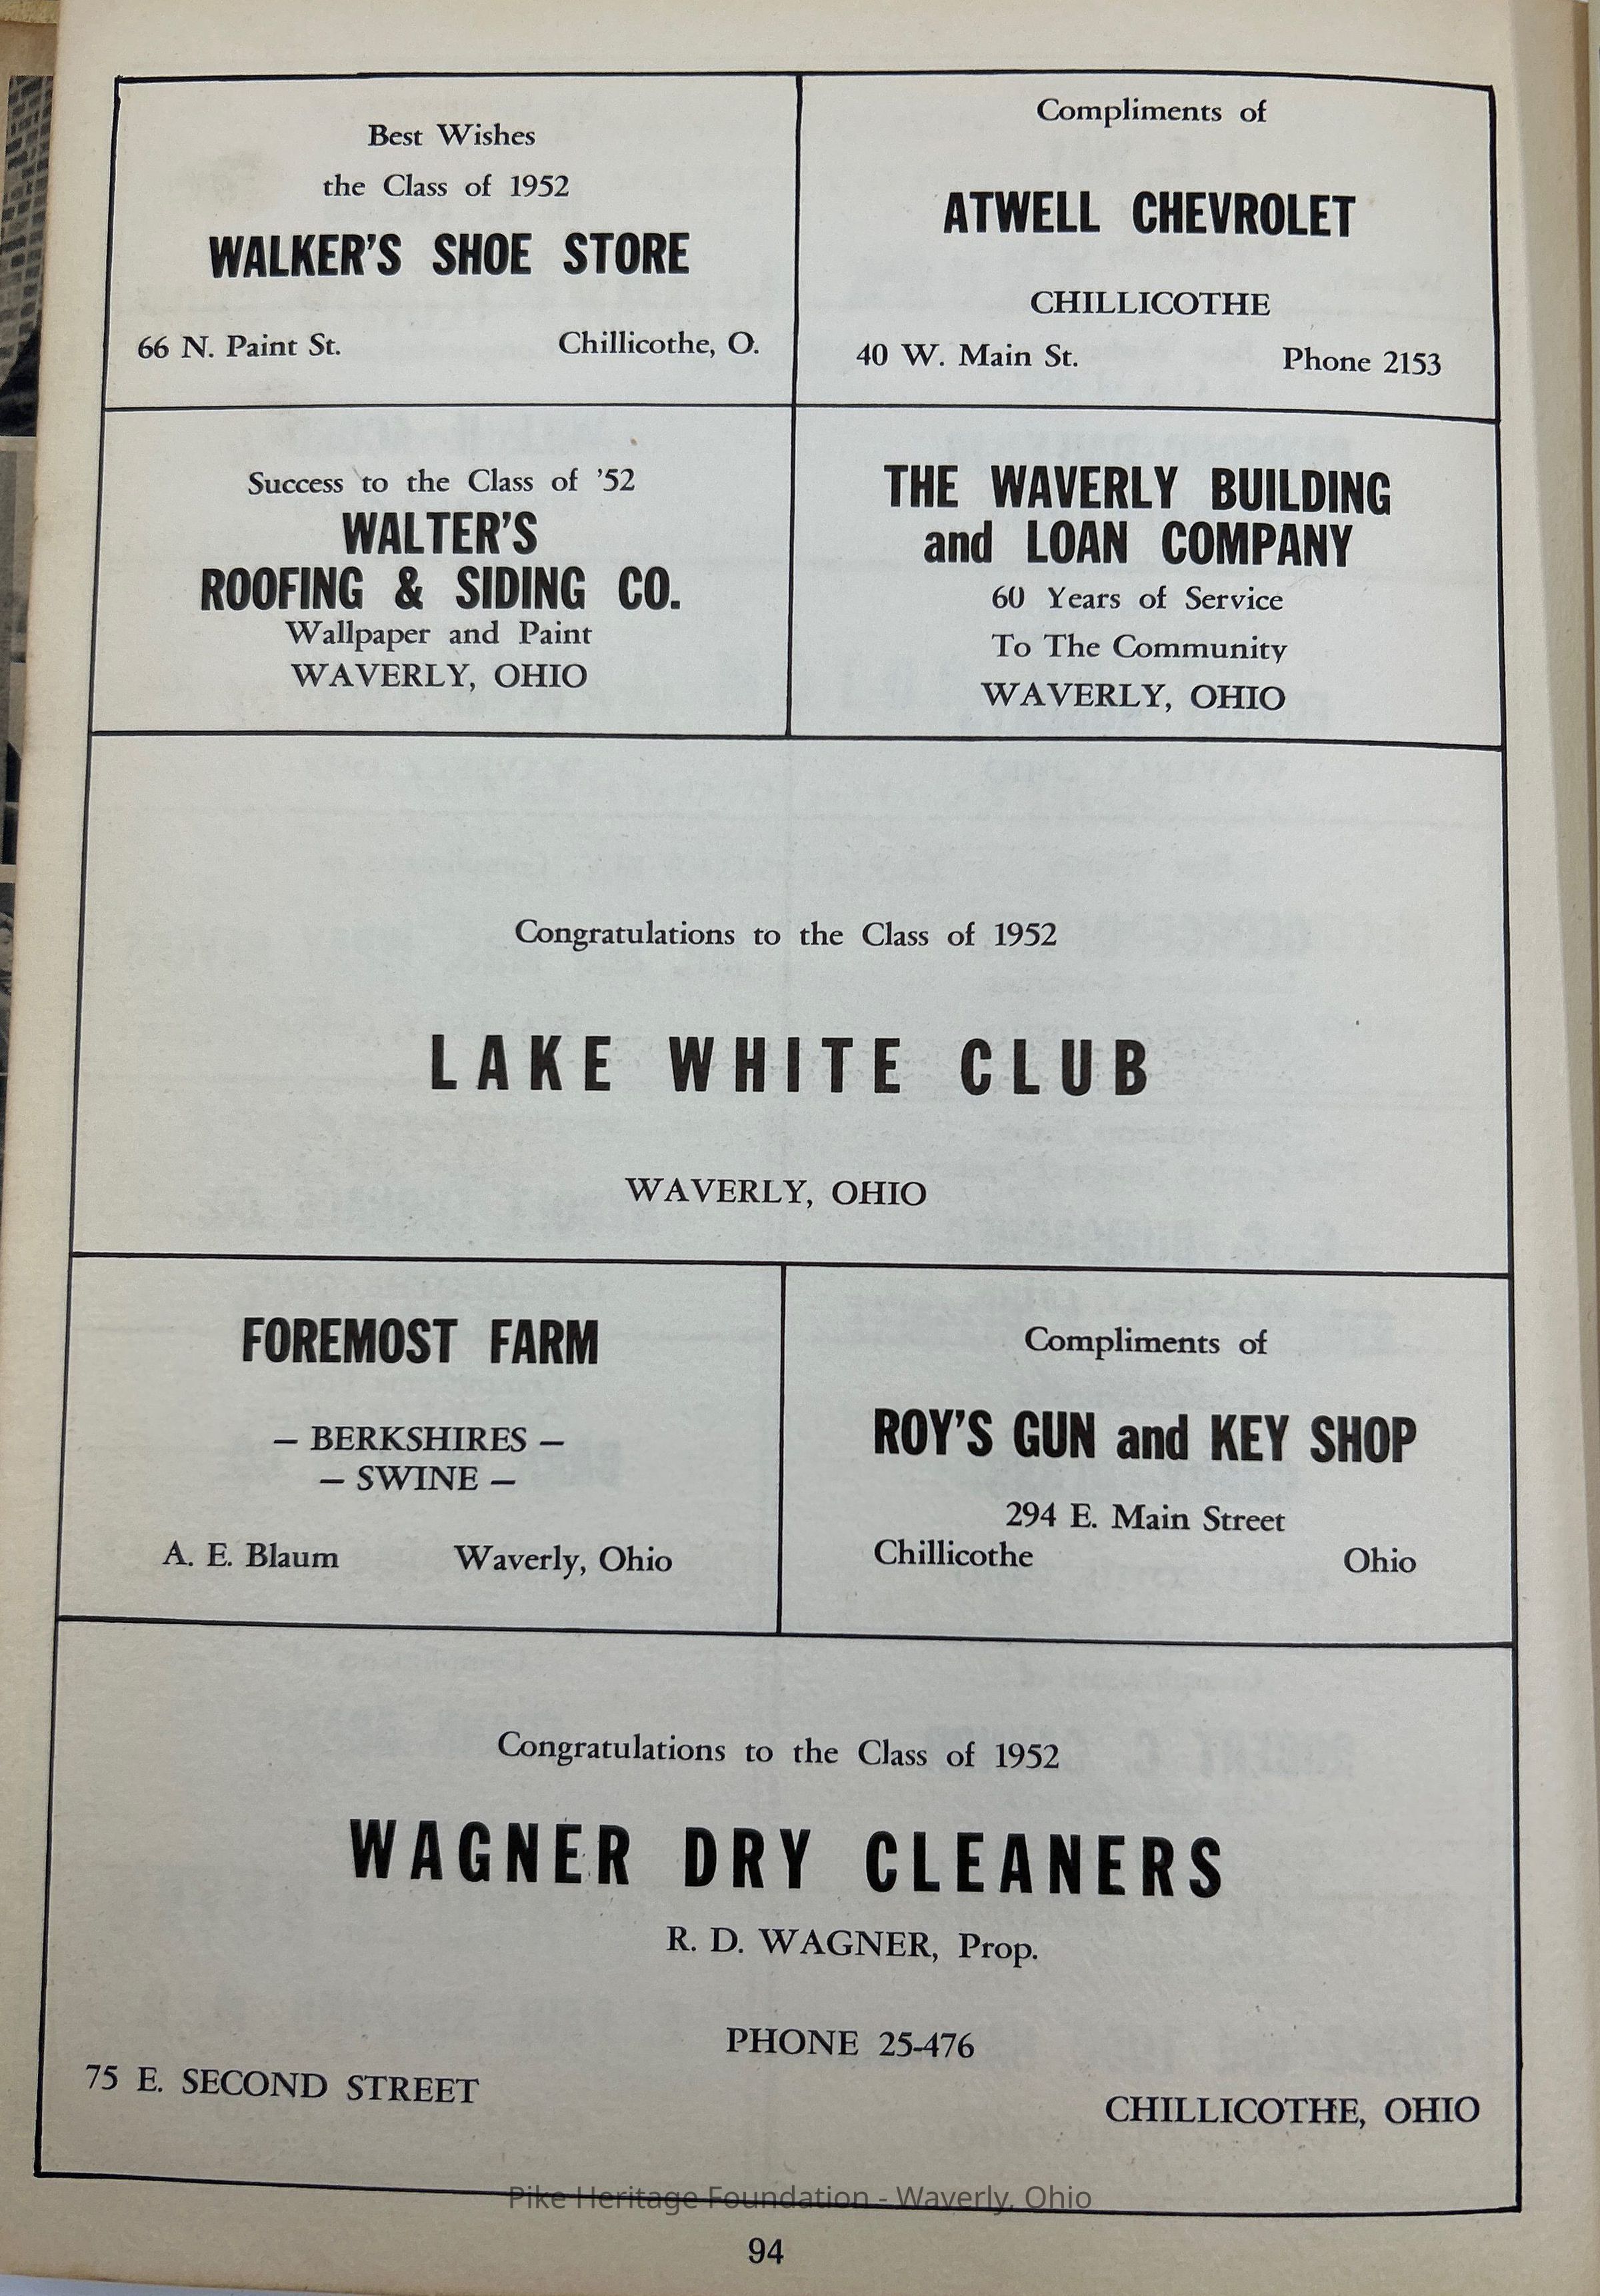 Best Wishes
the Class of 1952
WALKER'S SHOE STORE
66 N. Paint St. Chillicothe, O.
Compliments of
ATWELL CHEVROLET
CHILLICOTHE
40 W. Main St. Phone 2153
Success to the Class of '52
WALTER'S
ROOFING & SIDING CO.
Wallpaper and Paint
WAVERLY, OHIO
THE WAVERLY BUILDING
and LOAN COMPANY
60 Years of Service
To The Community
WAVERLY, OHIO
Congratulations to the Class of 1952
LAKE WHITE CLUB
WAVERLY, OHIO
FOREMOST FARM
— BERKSHIRES —
— SWINE —
A. E. Blaum Waverly, Ohio
Compliments of
ROY'S GUN and KEY SHOP
294 E. Main Street
Chillicothe Ohio
Congratulations to the Class of 1952
WAGNER DRY CLEANERS
R. D. WAGNER, Prop.
PHONE 25-476
75 E. SECOND STREET
CHILLICOTHE, OHIO
Pike Heritage Foundation - Waverly, Ohio
94